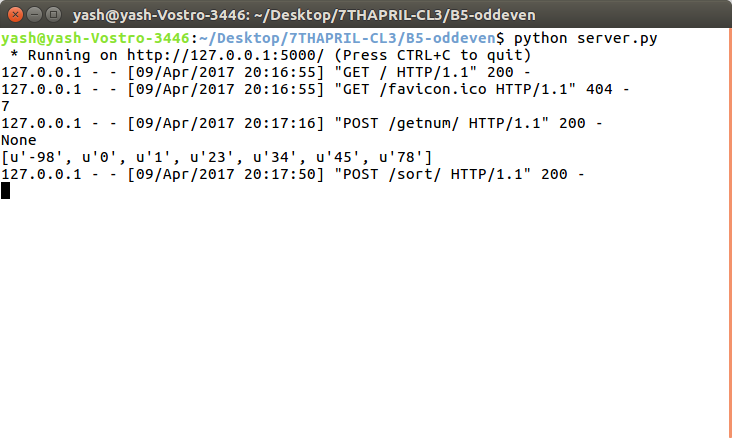 yash@yash-Vostro-3446: ~/Desktop/7THAPRIL-CL3/B5-oddeven
yash@yash-Vostro-3446:~/Desktop/7THAPRIL-CL3/B5-oddeven$ python server.py
 * Running on http://127.0.0.1:5000/ (Press CTRL+C to quit)
127.0.0.1 - - [09/Apr/2017 20:16:55] "GET / HTTP/1.1" 200 -
127.0.0.1 - - [09/Apr/2017 20:16:55] "GET /favicon.ico HTTP/1.1" 404 -
7
127.0.0.1 - - [09/Apr/2017 20:17:16] "POST /getnum/ HTTP/1.1" 200 -
None
[u'-98', u'0', u'1', u'23', u'34', u'45', u'78']
127.0.0.1 - - [09/Apr/2017 20:17:50] "POST /sort/ HTTP/1.1" 200 -